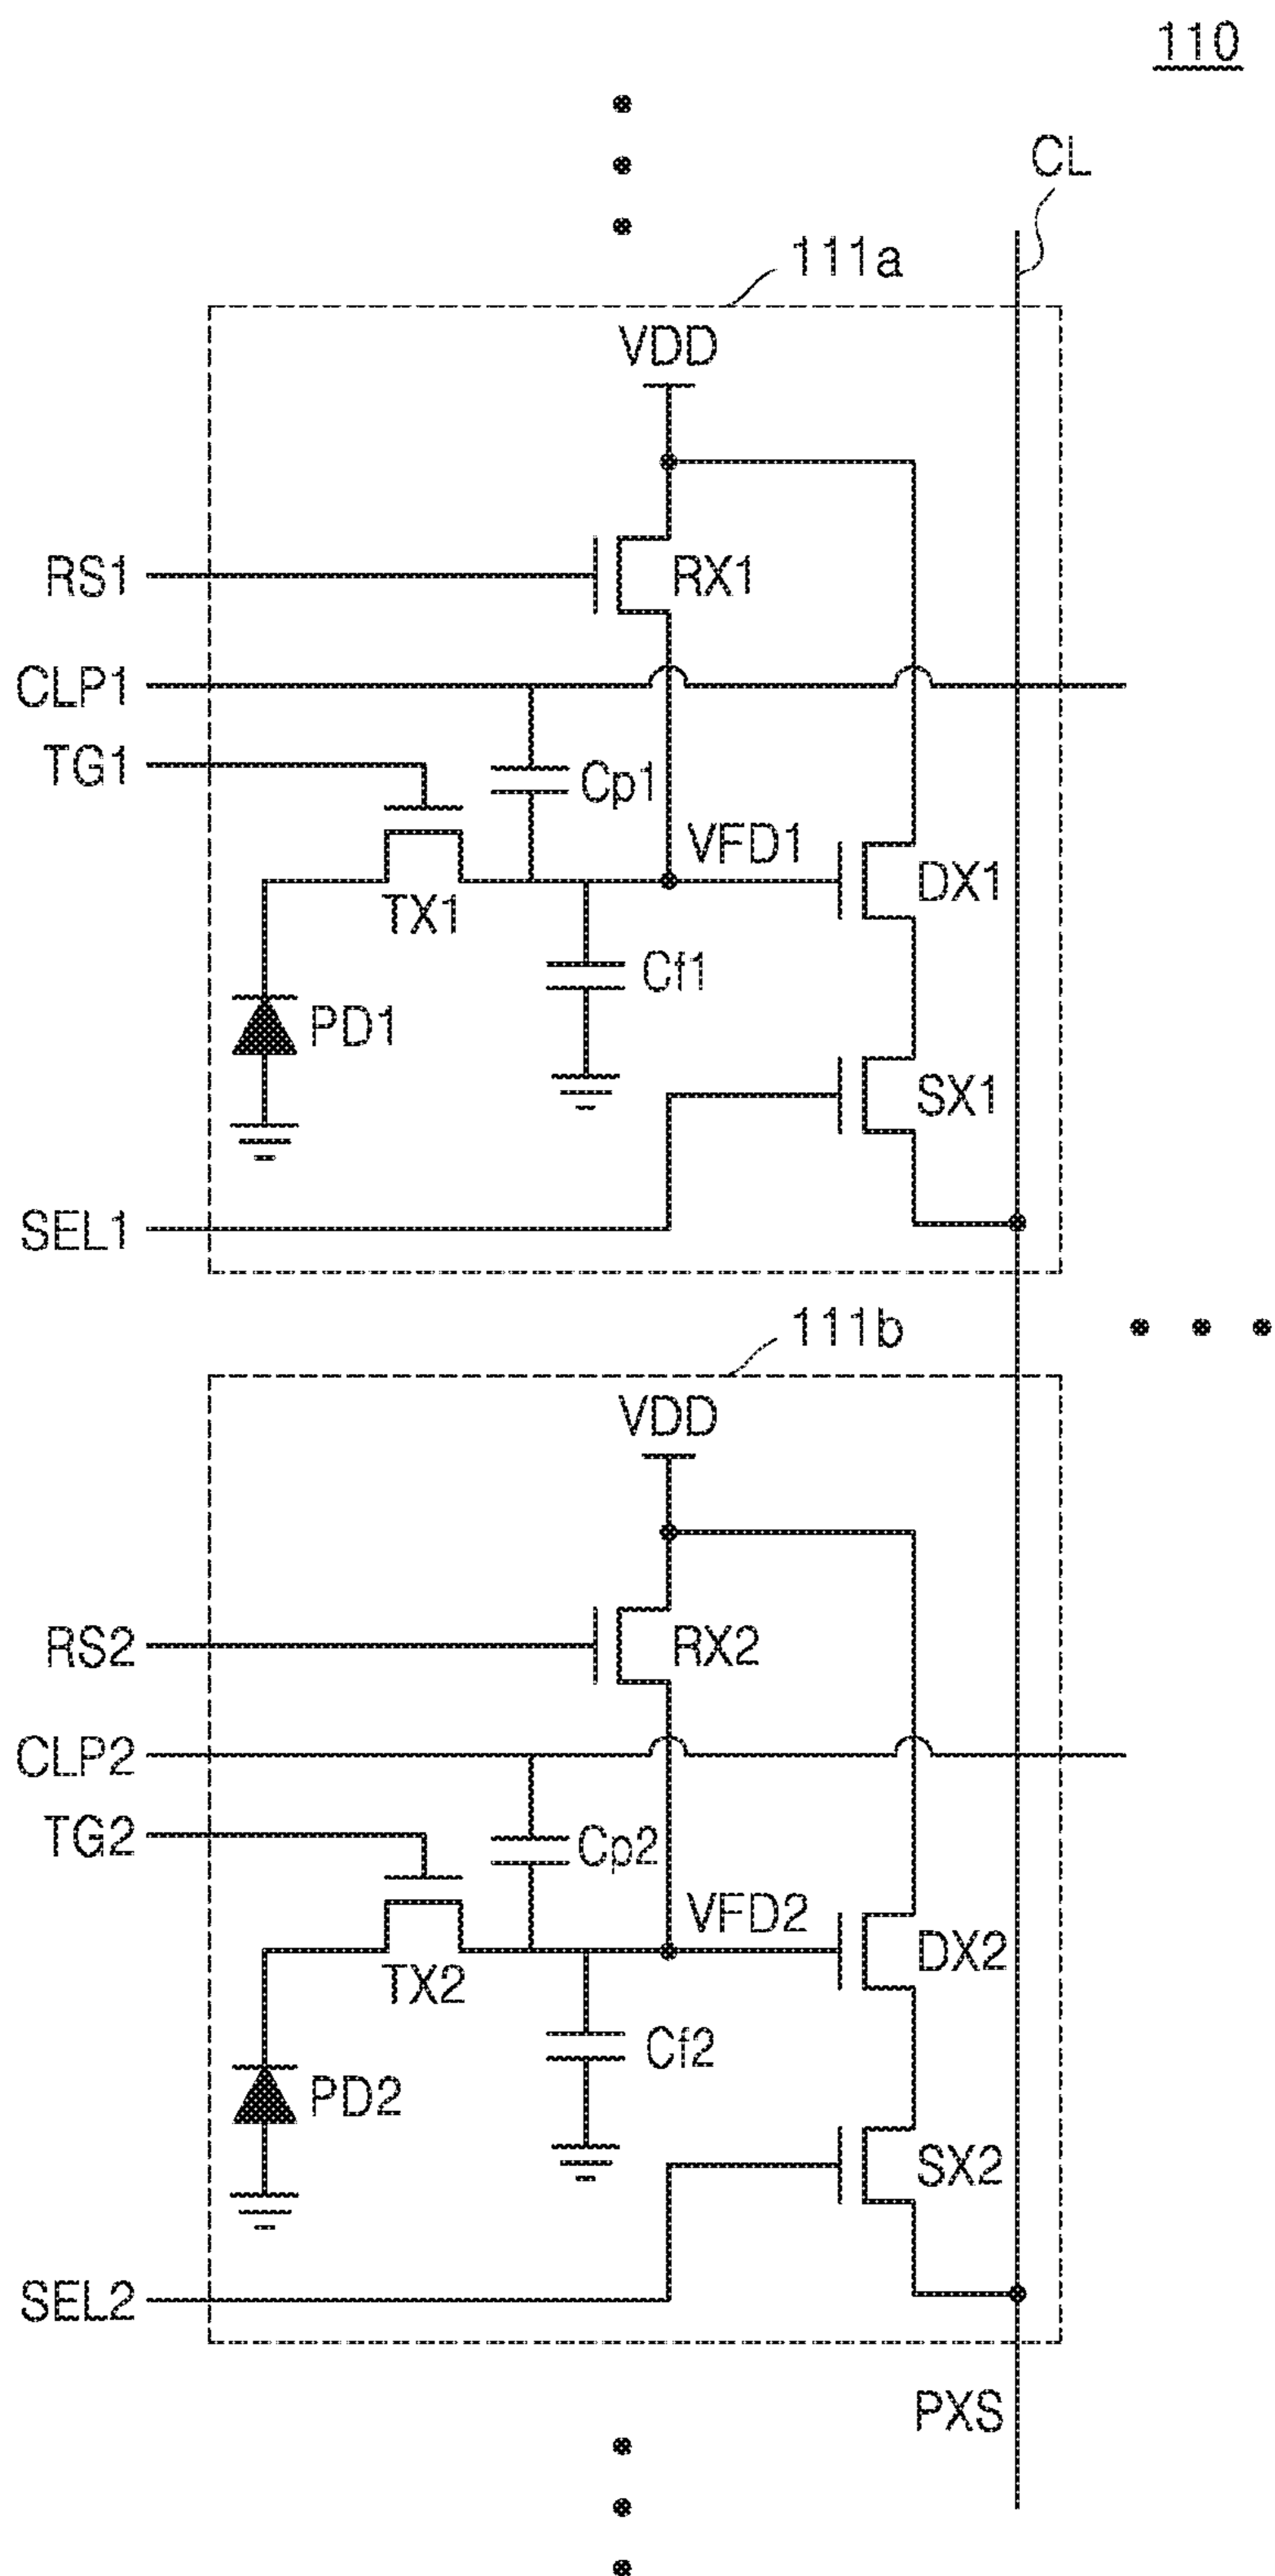 110
CL
111a
VDD
RS1
RX1
CLP1
TG1
Cp1
VFD1
DX1
TX1
Cf1
PD1
SX1
SEL1
111b
VDD
RS2
RX2
CLP2
TG2
Cp2
VFD2
DX2
TX2
Cf2
PD2
SX2
SEL2
PXS